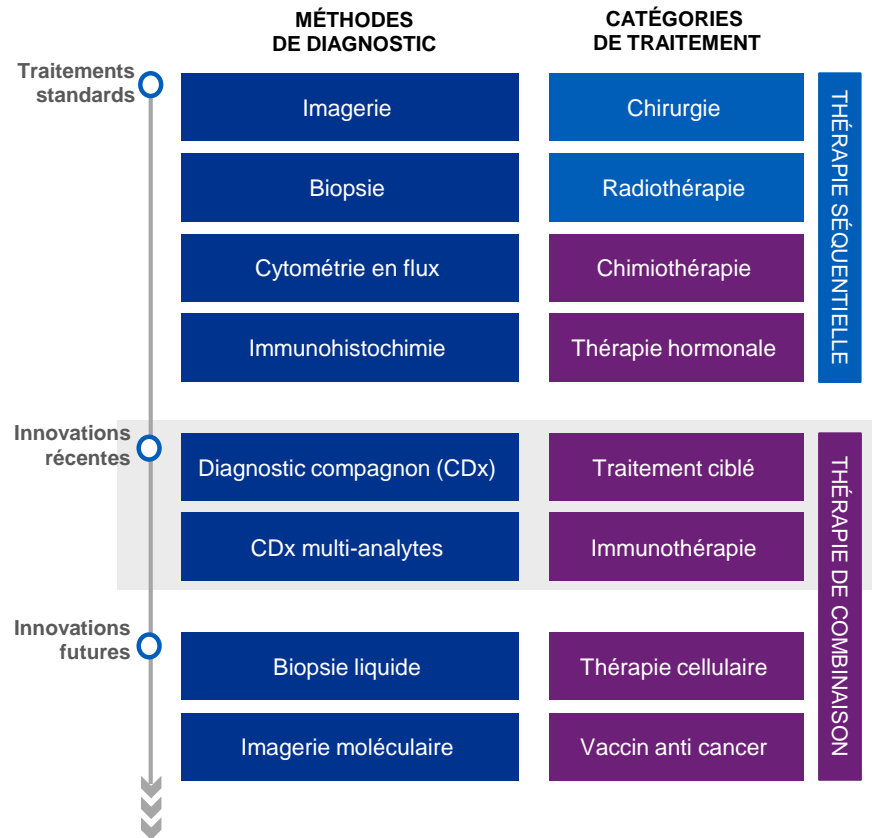 MÉTHODES
DE DIAGNOSTIC
CATÉGORIES
DE TRAITEMENT
Traitements
standards
Imagerie
Chirurgie
Biopsie
Radiothérapie
Cytométrie en flux
Chimiothérapie
Immunohistochimie
Thérapie hormonale
THÉRAPIE SÉQUENTIELLE
Innovations
récentes
Diagnostic compagnon (CDx)
Traitement ciblé
CDx multi-analytes
Immunothérapie
Innovations
futures
Biopsie liquide
Thérapie cellulaire
Imagerie moléculaire
Vaccin anti cancer
THÉRAPIE DE COMBINAISON